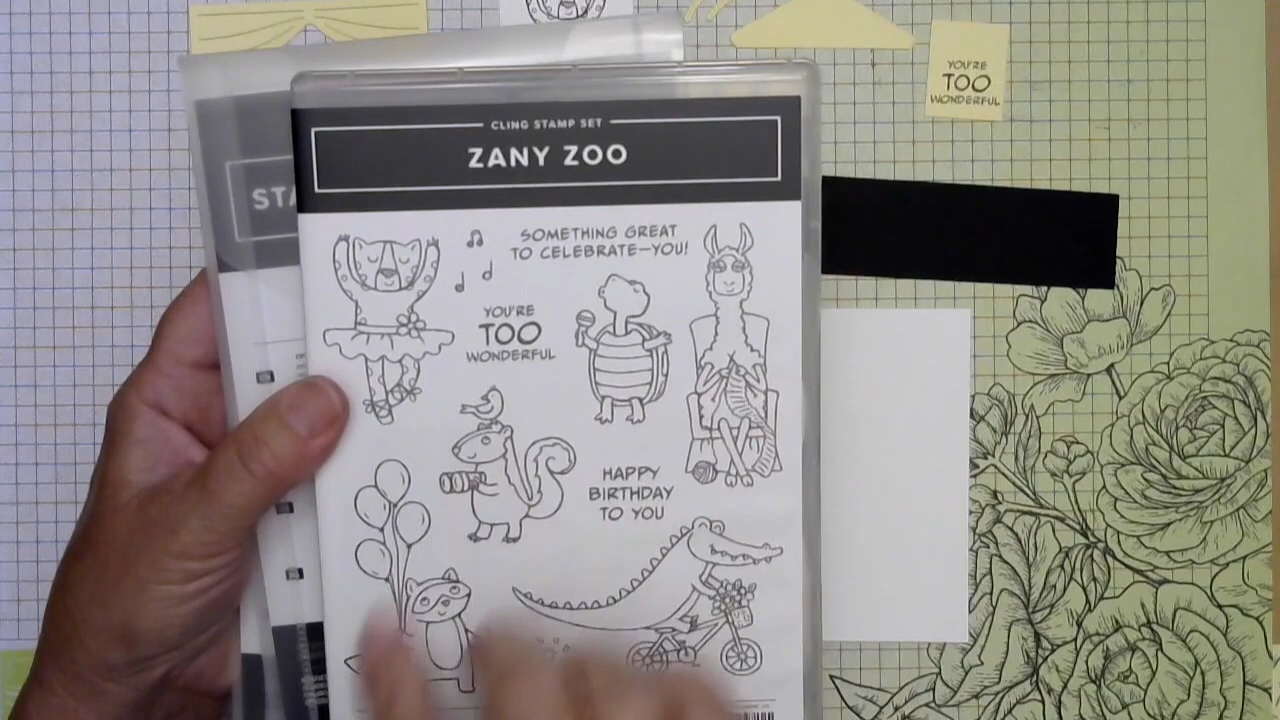 CLING STAMP SET
ZANY ZOO
STA
SOMETHING GREAT
TO CELEBRATE—YOU!
YOU'RE
TOO
WONDERFUL
HAPPY
BIRTHDAY
TO YOU
YOU'RE
TOO
WONDERFUL